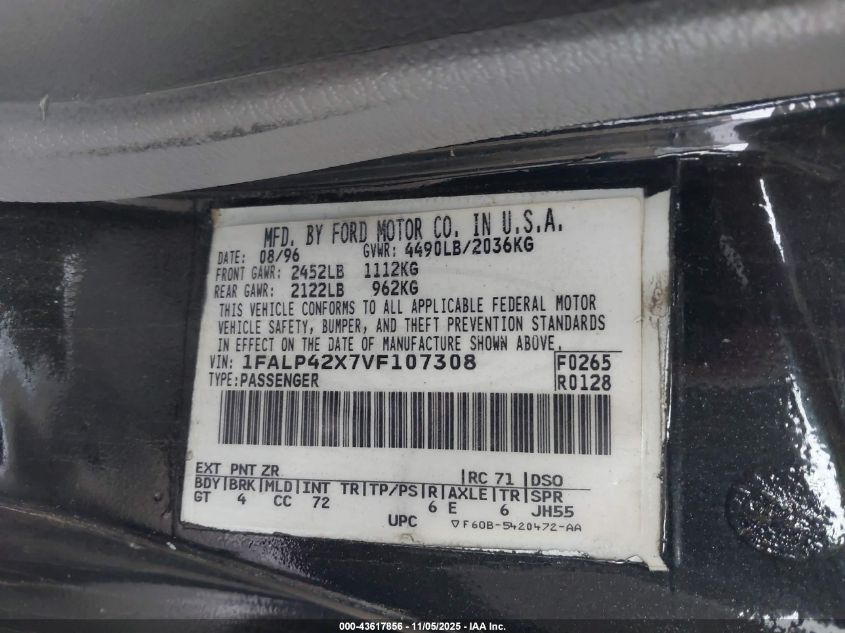 MFD. BY FORD MOTOR CO. IN U.S.A.
DATE: 08/96 GVWR: 4490LB/2036KG
FRONT GAWR: 2452LB 1112KG
REAR GAWR: 2122LB 962KG
THIS VEHICLE CONFORMS TO ALL APPLICABLE FEDERAL MOTOR
VEHICLE SAFETY, BUMPER, AND THEFT PREVENTION STANDARDS
IN EFFECT ON THE DATE OF MANUFACTURE SHOWN ABOVE.
VIN: 1FALP42X7VF107308 F0265
TYPE: PASSENGER R0128
EXT PNT ZR RC 71 DSO
BDY BRK MLD INT TR TP/PS R AXLE TR SPR
GT 4 CC 72 6 E 6 JH55
UPC ▽F60B-5420472-AA
000-43617856 - 11/05/2025 - IAA Inc.